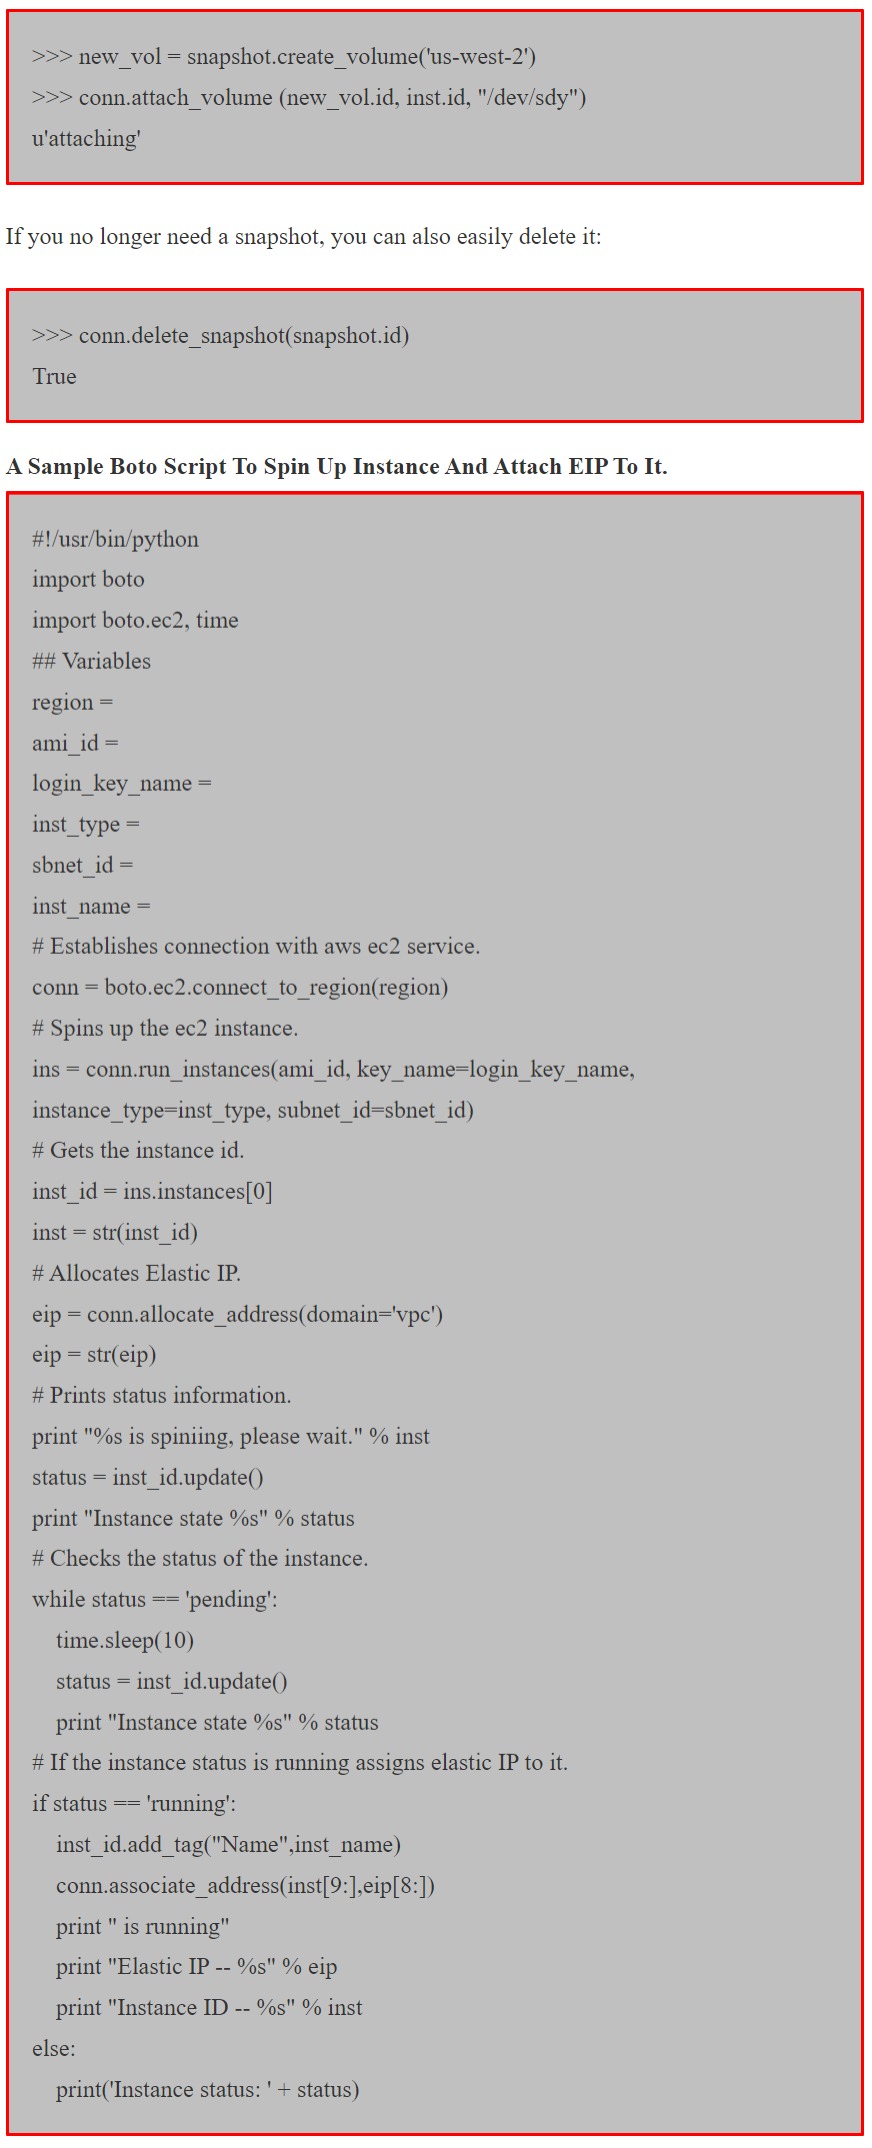 >>> new_vol = snapshot.create_volume('us-west-2')
>>> conn.attach_volume (new_vol.id, inst.id, "/dev/sdy")
u'attaching'
If you no longer need a snapshot, you can also easily delete it:
>>> conn.delete_snapshot(snapshot.id)
True
A Sample Boto Script To Spin Up Instance And Attach EIP To It.
#!/usr/bin/python
import boto
import boto.ec2, time
## Variables
region =
ami_id =
login_key_name =
inst_type =
sbnet_id =
inst_name =
# Establishes connection with aws ec2 service.
conn = boto.ec2.connect_to_region(region)
# Spins up the ec2 instance.
ins = conn.run_instances(ami_id, key_name=login_key_name,
instance_type=inst_type, subnet_id=sbnet_id)
# Gets the instance id.
inst_id = ins.instances[0]
inst = str(inst_id)
# Allocates Elastic IP.
eip = conn.allocate_address(domain='vpc')
eip = str(eip)
# Prints status information.
print "%s is spiniing, please wait." % inst
status = inst_id.update()
print "Instance state %s" % status
# Checks the status of the instance.
while status == 'pending':
    time.sleep(10)
    status = inst_id.update()
    print "Instance state %s" % status
# If the instance status is running assigns elastic IP to it.
if status == 'running':
    inst_id.add_tag("Name",inst_name)
    conn.associate_address(inst[9:],eip[8:])
    print " is running"
    print "Elastic IP -- %s" % eip
    print "Instance ID -- %s" % inst
else:
    print('Instance status: ' + status)